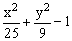 x²/25 + y²/9 − 1